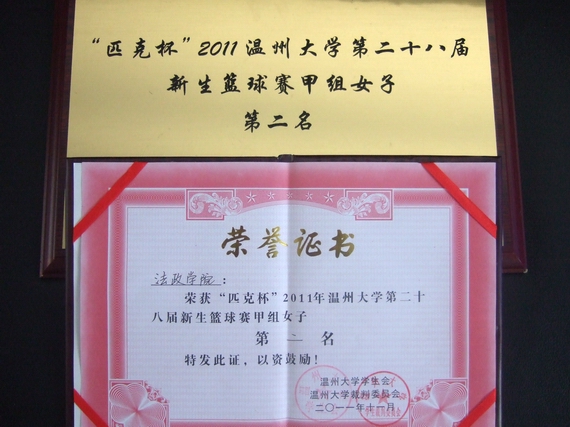 “匹克杯”2011温州大学第二十八届
新生篮球赛甲组女子
第二名
荣誉证书
法政学院：
荣获“匹克杯”2011年温州大学第二十
八届新生篮球赛甲组女子
第二名
特发此证，以资鼓励！
温州大学学生会
温州大学裁判委员会
二〇一一年十一月